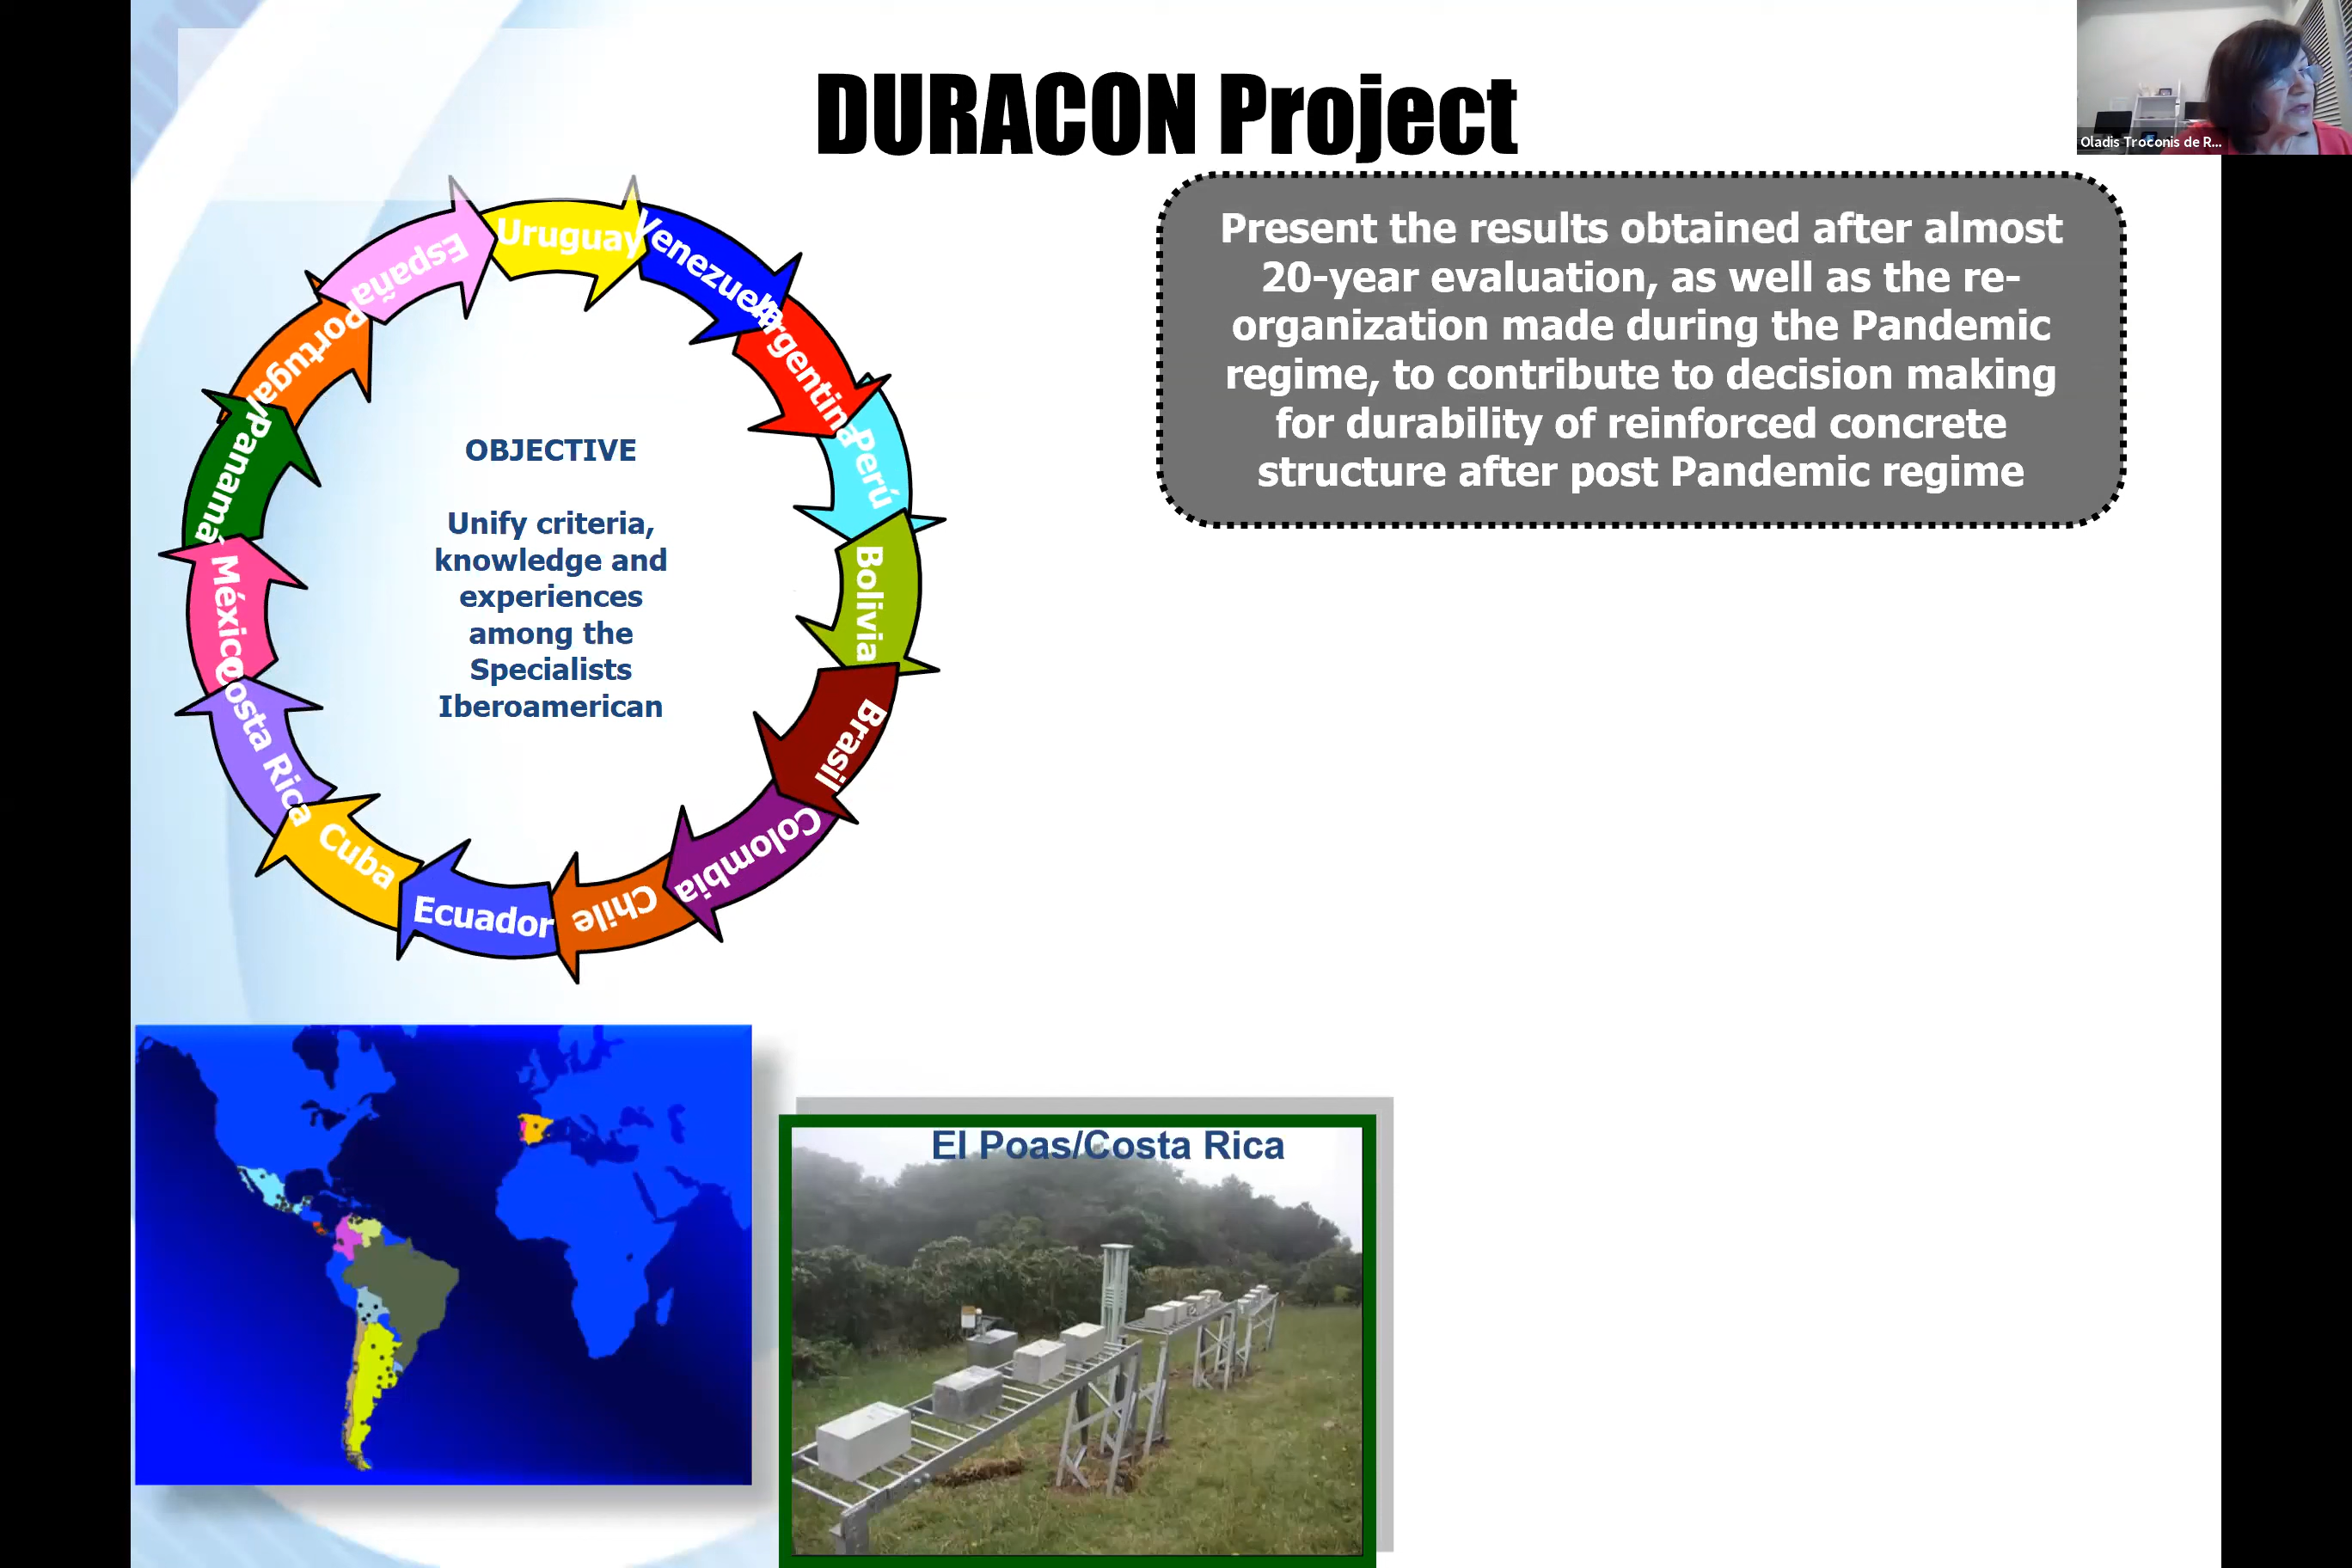 DURACON Project
Oladis Troconis de R...
Present the results obtained after almost
20-year evaluation, as well as the re-
organization made during the Pandemic
regime, to contribute to decision making
for durability of reinforced concrete
structure after post Pandemic regime
Uruguay
Venezuela
Argentina
Perú
Bolivia
Brasil
Colombia
Chile
Ecuador
Cuba
Costa Rica
México
Panamá
Portugal
España
OBJECTIVE
Unify criteria,
knowledge and
experiences
among the
Specialists
Iberoamerican
El Poas/Costa Rica